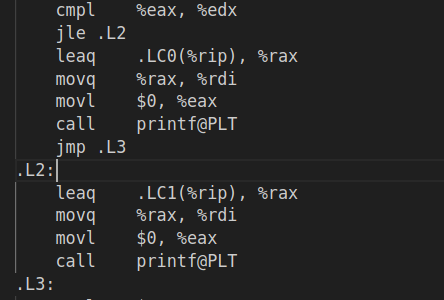 cmpl %eax, %edx
jle .L2
leaq .LC0(%rip), %rax
movq %rax, %rdi
movl $0, %eax
call printf@PLT
jmp .L3
.L2:
leaq .LC1(%rip), %rax
movq %rax, %rdi
movl $0, %eax
call printf@PLT
.L3: